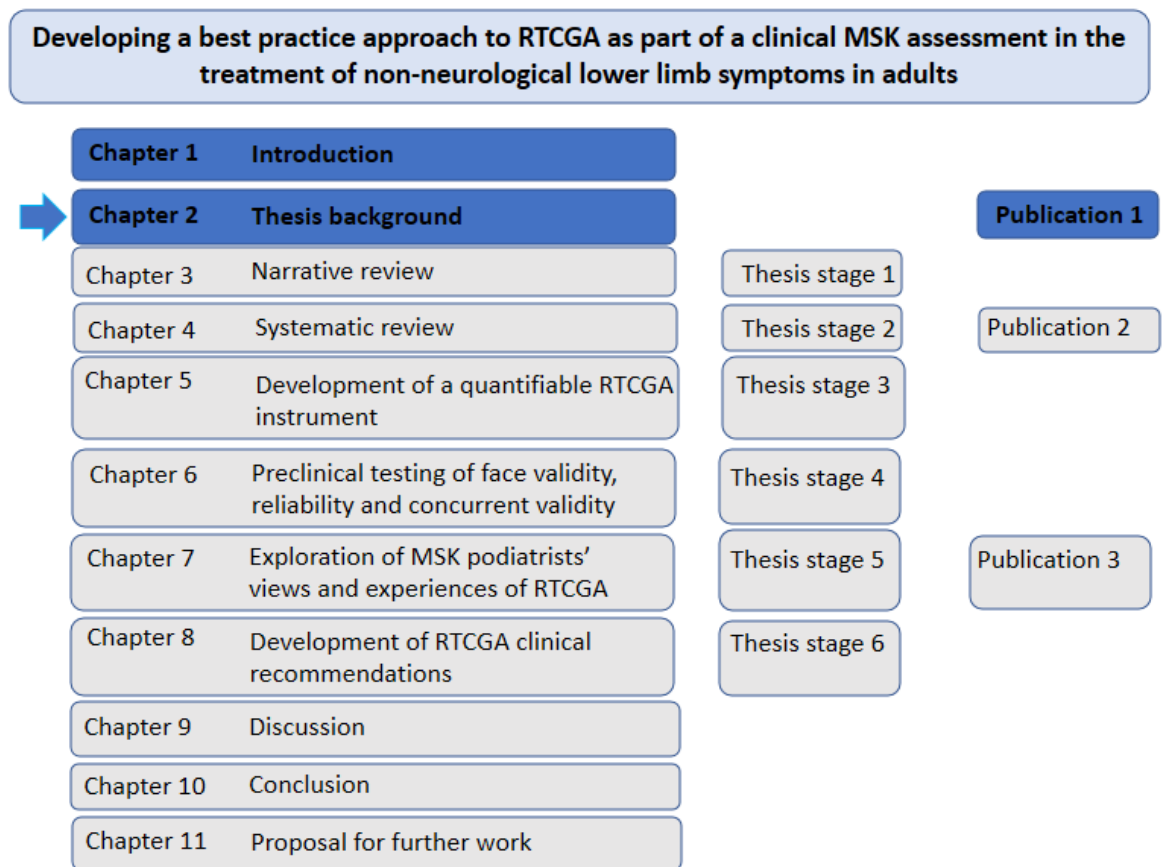 Developing a best practice approach to RTCGA as part of a clinical MSK assessment in the
treatment of non-neurological lower limb symptoms in adults
Chapter 1 Introduction
Chapter 2 Thesis background Publication 1
Chapter 3 Narrative review Thesis stage 1
Chapter 4 Systematic review Thesis stage 2 Publication 2
Chapter 5 Development of a quantifiable RTCGA Thesis stage 3
instrument
Chapter 6 Preclinical testing of face validity, Thesis stage 4
reliability and concurrent validity
Chapter 7 Exploration of MSK podiatrists’ Thesis stage 5 Publication 3
views and experiences of RTCGA
Chapter 8 Development of RTCGA clinical Thesis stage 6
recommendations
Chapter 9 Discussion
Chapter 10 Conclusion
Chapter 11 Proposal for further work